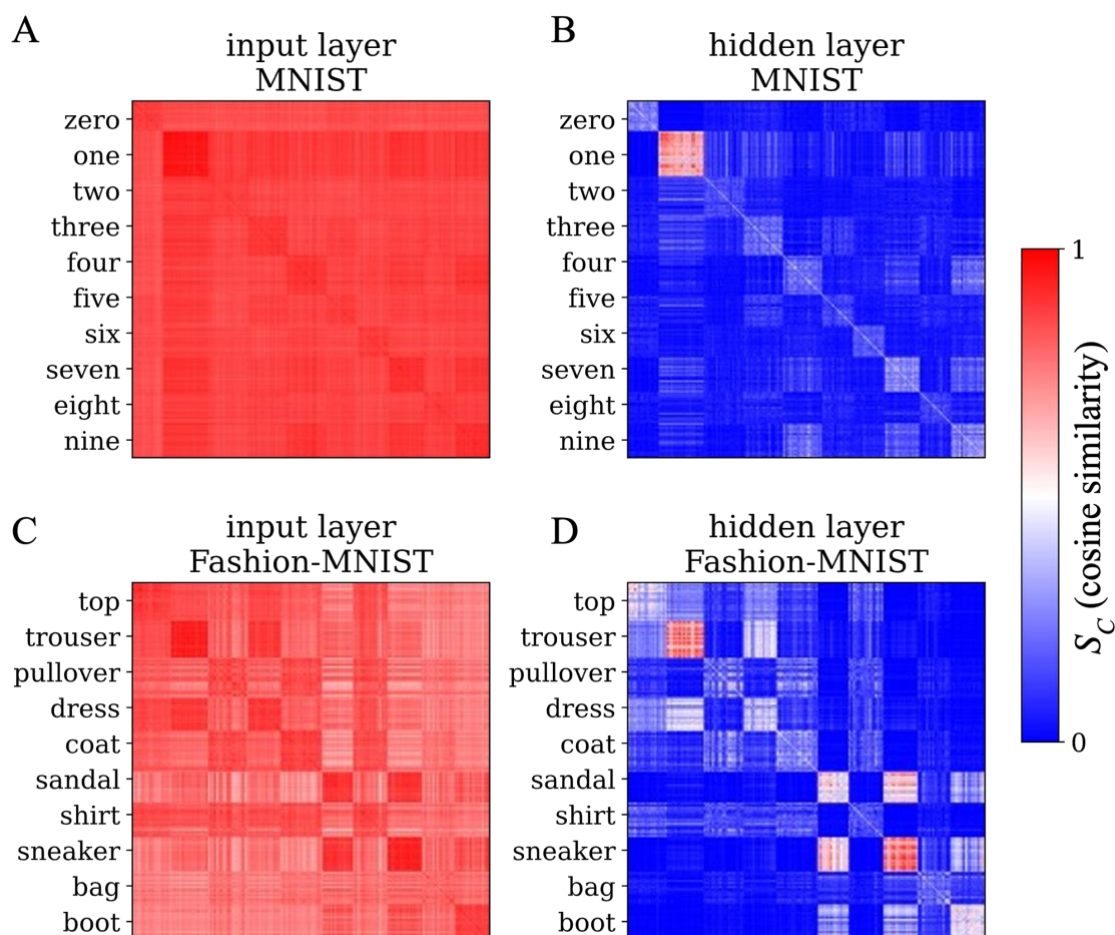 A
input layer
MNIST
zero
one
two
three
four
five
six
seven
eight
nine
B
hidden layer
MNIST
zero
one
two
three
four
five
six
seven
eight
nine
C
input layer
Fashion-MNIST
top
trouser
pullover
dress
coat
sandal
shirt
sneaker
bag
boot
D
hidden layer
Fashion-MNIST
top
trouser
pullover
dress
coat
sandal
shirt
sneaker
bag
boot
1
0
S_C (cosine similarity)